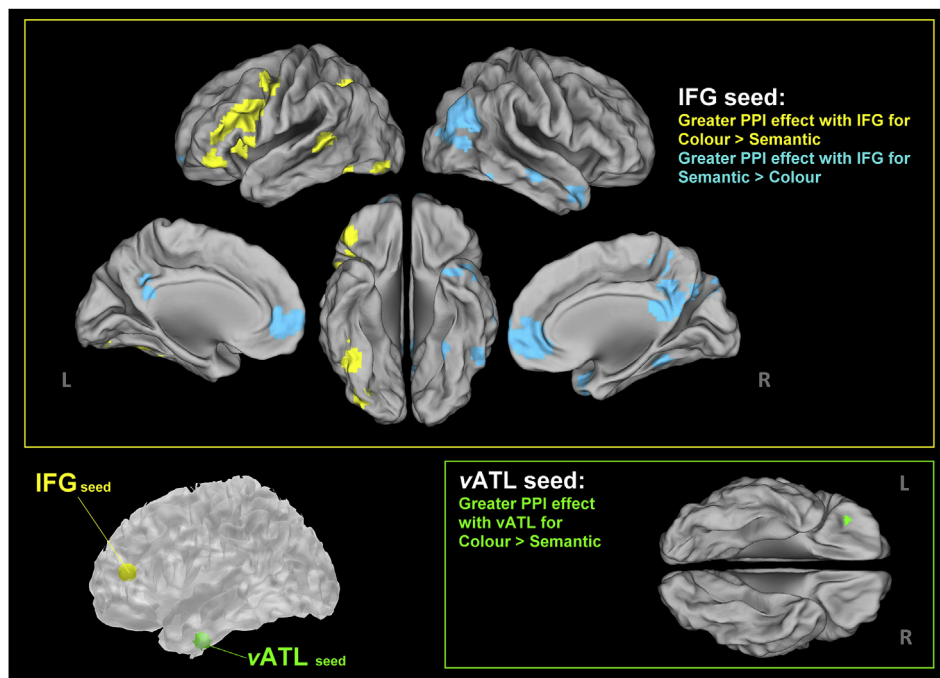 IFG seed:
Greater PPI effect with IFG for
Colour > Semantic
Greater PPI effect with IFG for
Semantic > Colour
L
R
IFG seed
vATL seed
vATL seed:
Greater PPI effect
with vATL for
Colour > Semantic
L
R